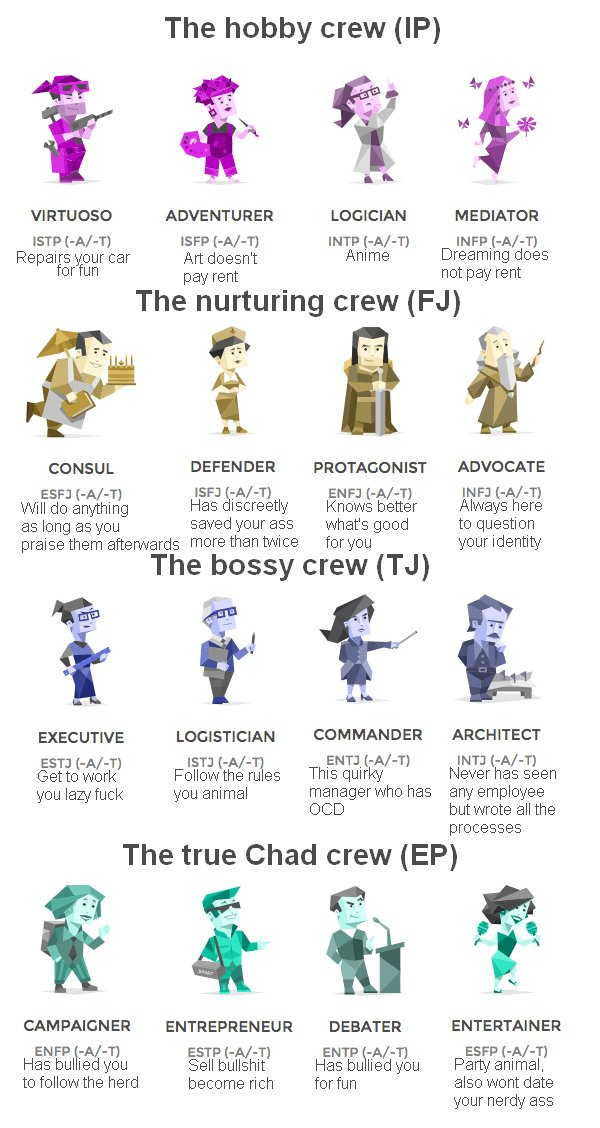 The hobby crew (IP)
VIRTUOSO ADVENTURER LOGICIAN MEDIATOR
ISTP (-A/-T) ISFP (-A/-T) INTP (-A/-T) INFP (-A/-T)
Repairs your car
for fun
Art doesn't
pay rent
Anime
Dreaming does
not pay rent
The nurturing crew (FJ)
CONSUL DEFENDER PROTAGONIST ADVOCATE
ESFJ (-A/-T) ISFJ (-A/-T) ENFJ (-A/-T) INFJ (-A/-T)
Will do anything
as long as you
praise them afterwards
Has discreetly
saved your ass
more than twice
Knows better
what's good
for you
Always here
to question
your identity
The bossy crew (TJ)
EXECUTIVE LOGISTICIAN COMMANDER ARCHITECT
ESTJ (-A/-T) ISTJ (-A/-T) ENTJ (-A/-T) INTJ (-A/-T)
Get to work
you lazy fuck
Follow the rules
you animal
This quirky
manager who has
OCD
Never has seen
any employee
but wrote all the
processes
The true Chad crew (EP)
SPORT
CAMPAIGNER ENTREPRENEUR DEBATER ENTERTAINER
ENFP (-A/-T) ESTP (-A/-T) ENTP (-A/-T) ESFP (-A/-T)
Has bullied you
to follow the herd
Sell bullshit
become rich
Has bullied you
for fun
Party animal,
also wont date
your nerdy ass